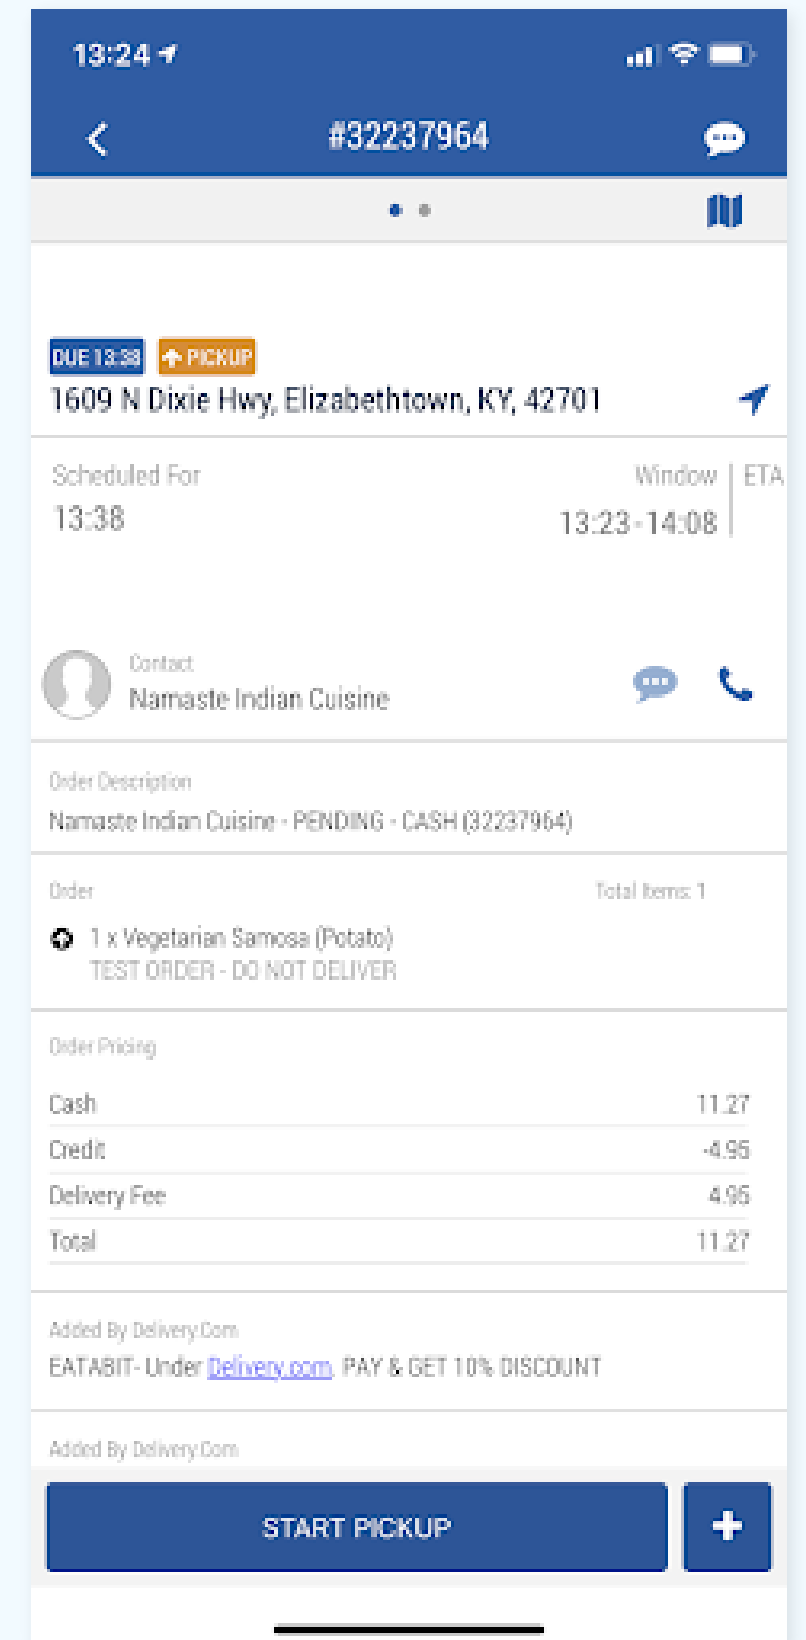 13:24
#32237964
DUE 13:38 PICKUP
1609 N Dixie Hwy, Elizabethtown, KY, 42701
Scheduled For Window ETA
13:38 13:23-14:08
Contact
Namaste Indian Cuisine
Order Description
Namaste Indian Cuisine - PENDING - CASH (32237964)
Order Total Items: 1
1 x Vegetarian Samosa (Potato)
TEST ORDER - DO NOT DELIVER
Order Pricing
Cash 11.27
Credit -4.95
Delivery Fee 4.95
Total 11.27
Added By Delivery.Com
EATABIT- Under Delivery.com, PAY & GET 10% DISCOUNT
Added By Delivery.Com
START PICKUP